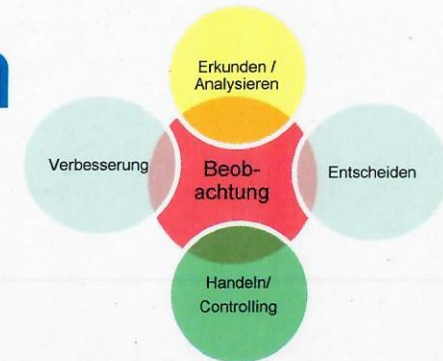 Erkunden /
Analysieren
Verbesserung
Beob-
achtung
Entscheiden
Handeln/
Controlling